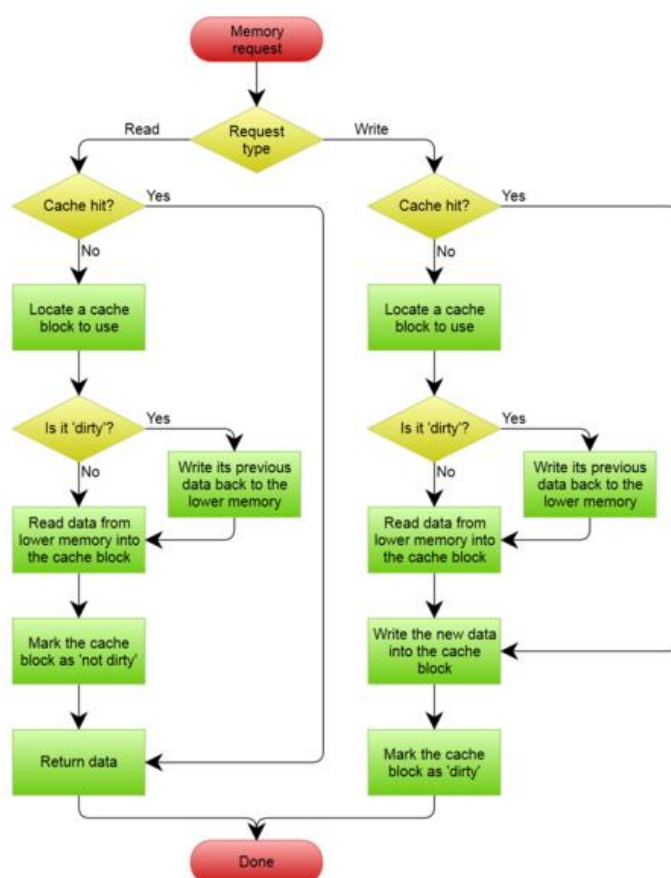 Memory
request
Request
type
Read
Write
Cache hit?
Yes
No
Locate a cache
block to use
Is it 'dirty'?
Yes
No
Write its previous
data back to the
lower memory
Read data from
lower memory into
the cache block
Mark the cache
block as 'not dirty'
Return data
Cache hit?
Yes
No
Locate a cache
block to use
Is it 'dirty'?
Yes
No
Write its previous
data back to the
lower memory
Read data from
lower memory into
the cache block
Write the new data
into the cache
block
Mark the cache
block as 'dirty'
Done